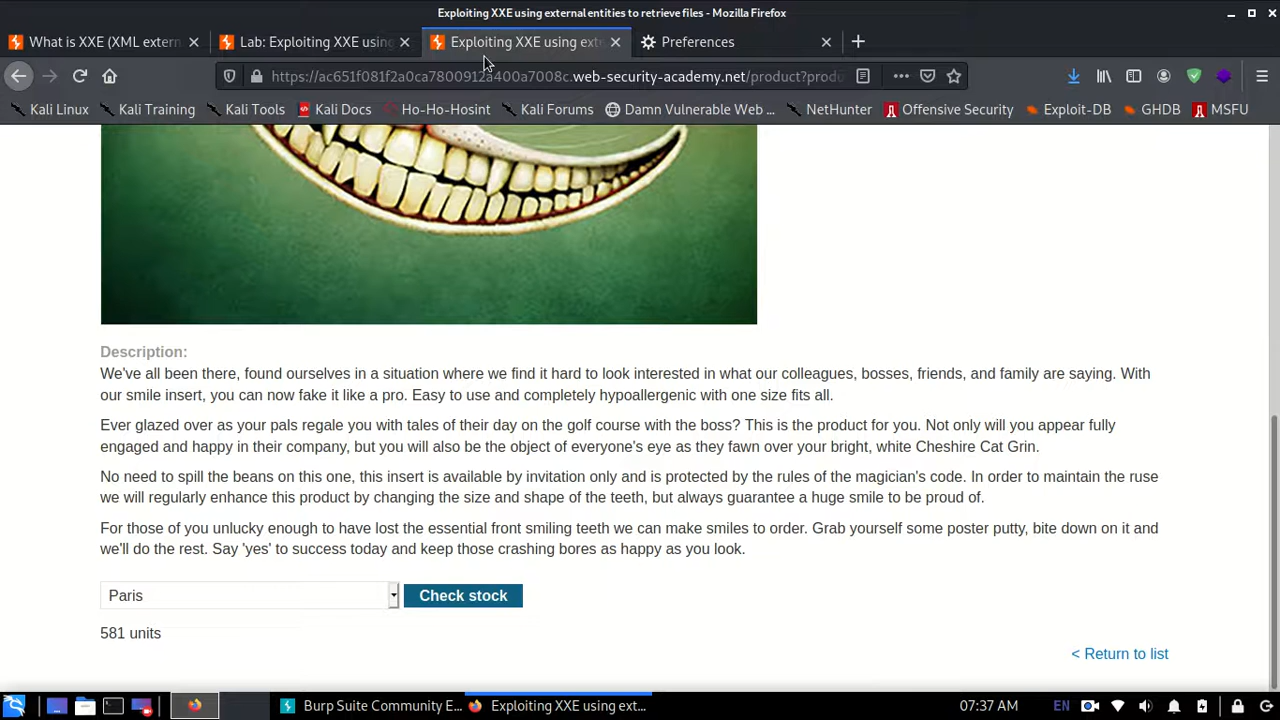 Exploiting XXE using external entities to retrieve files - Mozilla Firefox
What is XXE (XML extern
Lab: Exploiting XXE using
Exploiting XXE using exte
Preferences
https://ac651f081f2a0ca7800912a400a7008c.web-security-academy.net/product?produ
Kali Linux
Kali Training
Kali Tools
Kali Docs
Ho-Ho-Hosint
Kali Forums
Damn Vulnerable Web ...
NetHunter
Offensive Security
Exploit-DB
GHDB
MSFU
Description:
We've all been there, found ourselves in a situation where we find it hard to look interested in what our colleagues, bosses, friends, and family are saying. With
our smile insert, you can now fake it like a pro. Easy to use and completely hypoallergenic with one size fits all.
Ever glazed over as your pals regale you with tales of their day on the golf course with the boss? This is the product for you. Not only will you appear fully
engaged and happy in their company, but you will also be the object of everyone's eye as they fawn over your bright, white Cheshire Cat Grin.
No need to spill the beans on this one, this insert is available by invitation only and is protected by the rules of the magician's code. In order to maintain the ruse
we will regularly enhance this product by changing the size and shape of the teeth, but always guarantee a huge smile to be proud of.
For those of you unlucky enough to have lost the essential front smiling teeth we can make smiles to order. Grab yourself some poster putty, bite down on it and
we'll do the rest. Say 'yes' to success today and keep those crashing bores as happy as you look.
Paris
Check stock
581 units
< Return to list
Burp Suite Community E...
Exploiting XXE using ext...
07:37 AM
EN